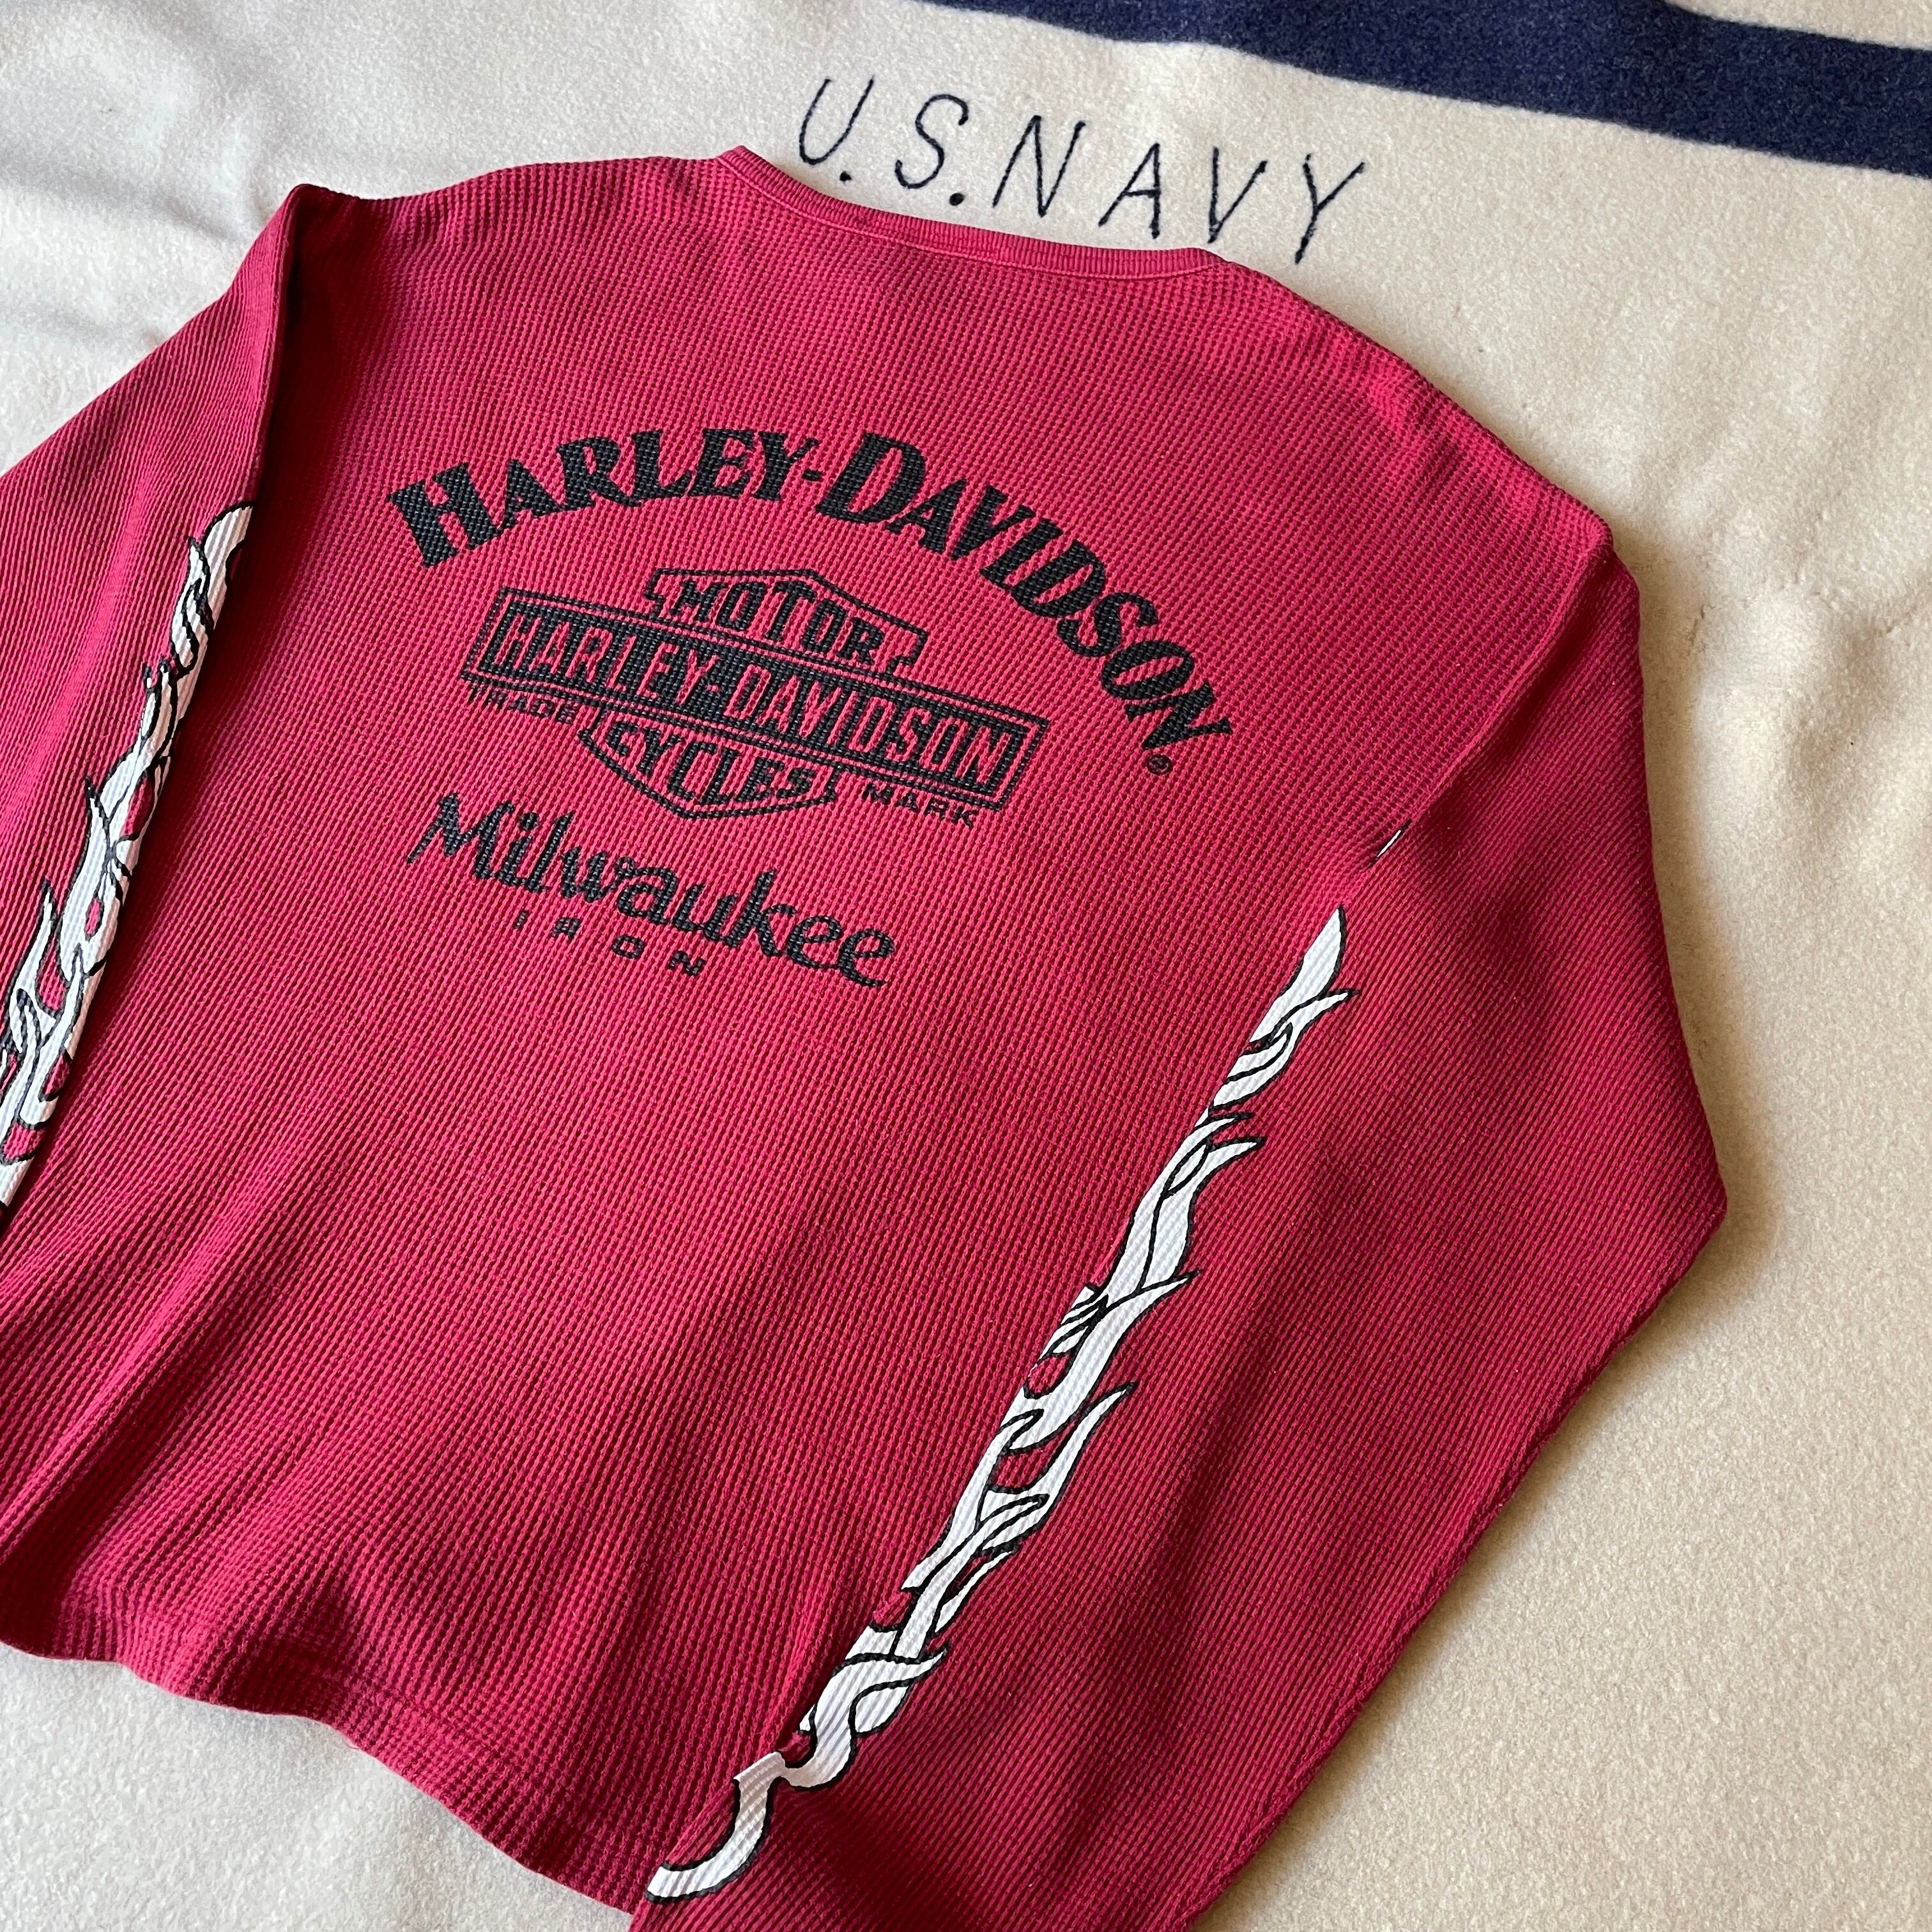 U.S.NAVY
HARLEY-DAVIDSON®
MOTOR
HARLEY-DAVIDSON
TRADE CYCLES MARK
Milwaukee
IRON